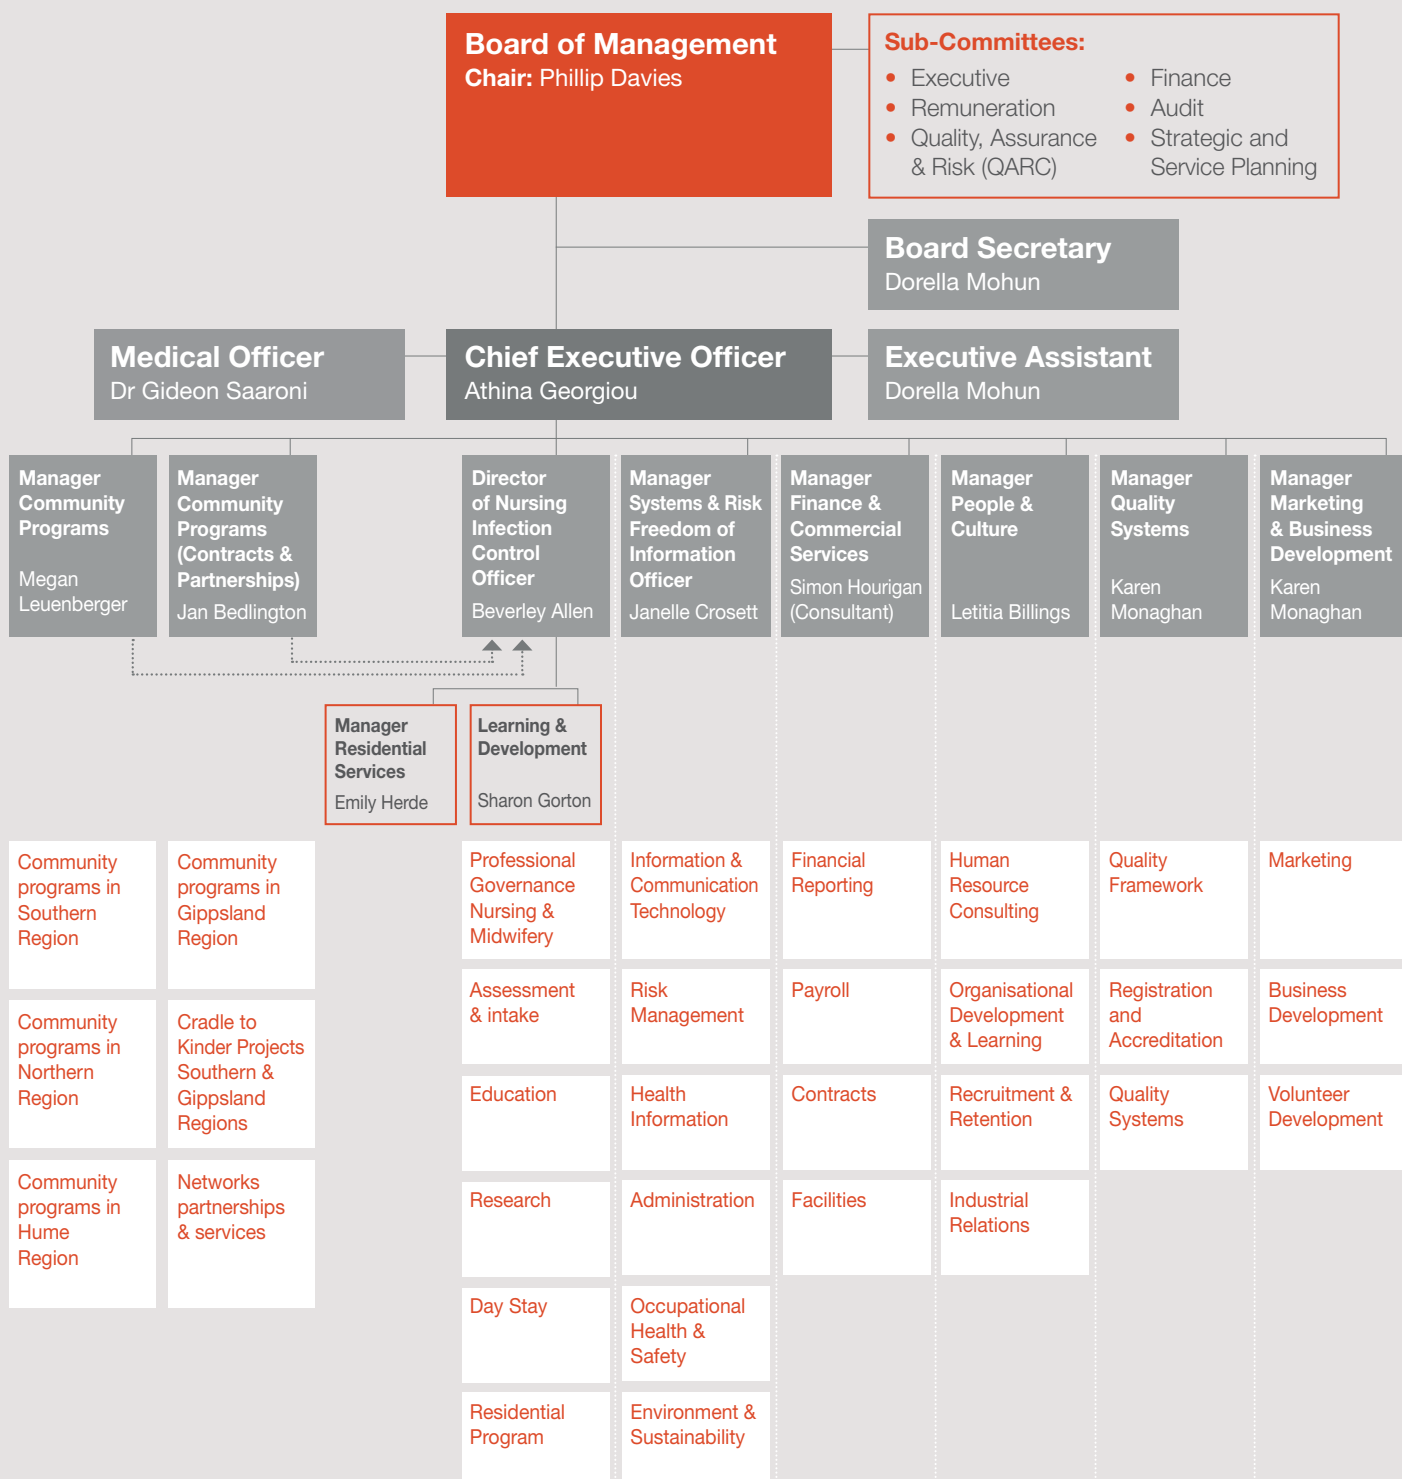 Board of Management
Chair: Phillip Davies
Sub-Committees:
• Executive
• Remuneration
• Quality, Assurance
& Risk (QARC)
• Finance
• Audit
• Strategic and
Service Planning
Board Secretary
Dorella Mohun
Medical Officer
Dr Gideon Saaroni
Chief Executive Officer
Athina Georgiou
Executive Assistant
Dorella Mohun
Manager
Community
Programs
Megan
Leuenberger
Manager
Community
Programs
(Contracts &
Partnerships)
Jan Bedlington
Director
of Nursing
Infection
Control
Officer
Beverley Allen
Manager
Systems & Risk
Freedom of
Information
Officer
Janelle Crosett
Manager
Finance &
Commercial
Services
Simon Hourigan
(Consultant)
Manager
People &
Culture
Letitia Billings
Manager
Quality
Systems
Karen
Monaghan
Manager
Marketing
& Business
Development
Karen
Monaghan
Manager
Residential
Services
Emily Herde
Learning &
Development
Sharon Gorton
Community
programs in
Southern
Region
Community
programs in
Northern
Region
Community
programs in
Hume
Region
Community
programs in
Gippsland
Region
Cradle to
Kinder Projects
Southern &
Gippsland
Regions
Networks
partnerships
& services
Professional
Governance
Nursing &
Midwifery
Assessment
& intake
Education
Research
Day Stay
Residential
Program
Information &
Communication
Technology
Risk
Management
Health
Information
Administration
Occupational
Health &
Safety
Environment &
Sustainability
Financial
Reporting
Payroll
Contracts
Facilities
Human
Resource
Consulting
Organisational
Development
& Learning
Recruitment &
Retention
Industrial
Relations
Quality
Framework
Registration
and
Accreditation
Quality
Systems
Marketing
Business
Development
Volunteer
Development